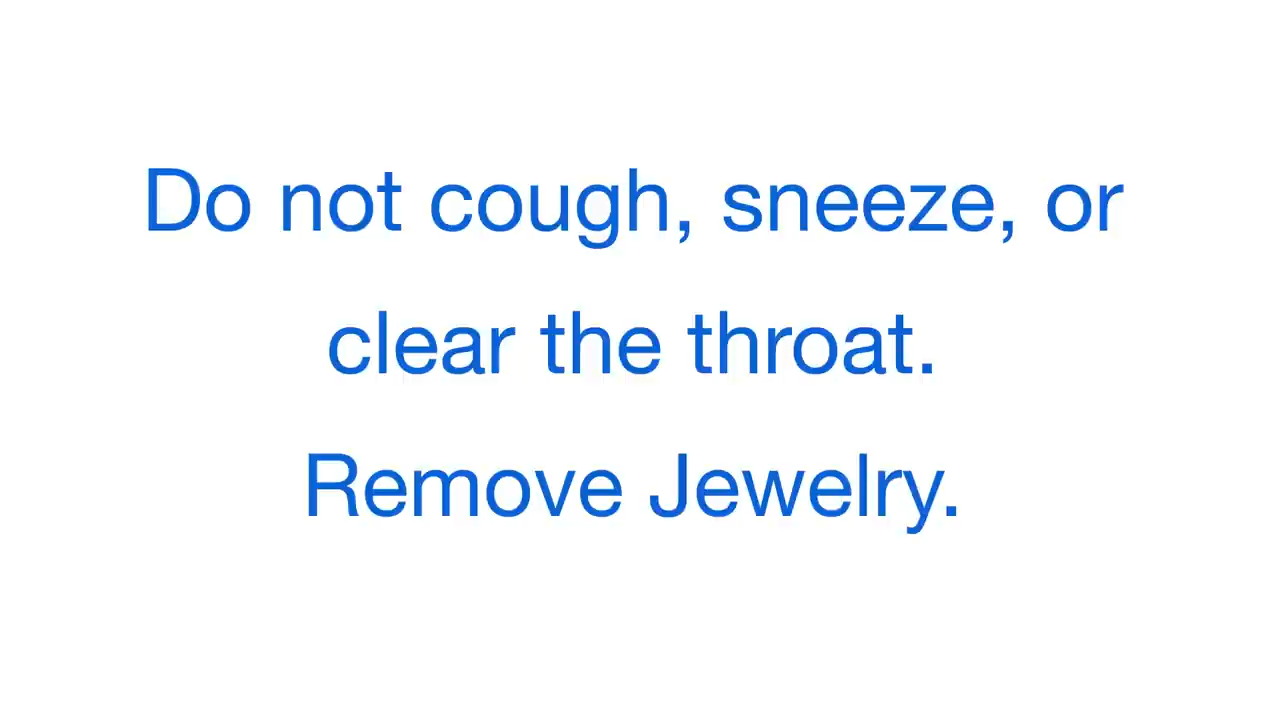 Do not cough, sneeze, or
clear the throat.
Remove Jewelry.